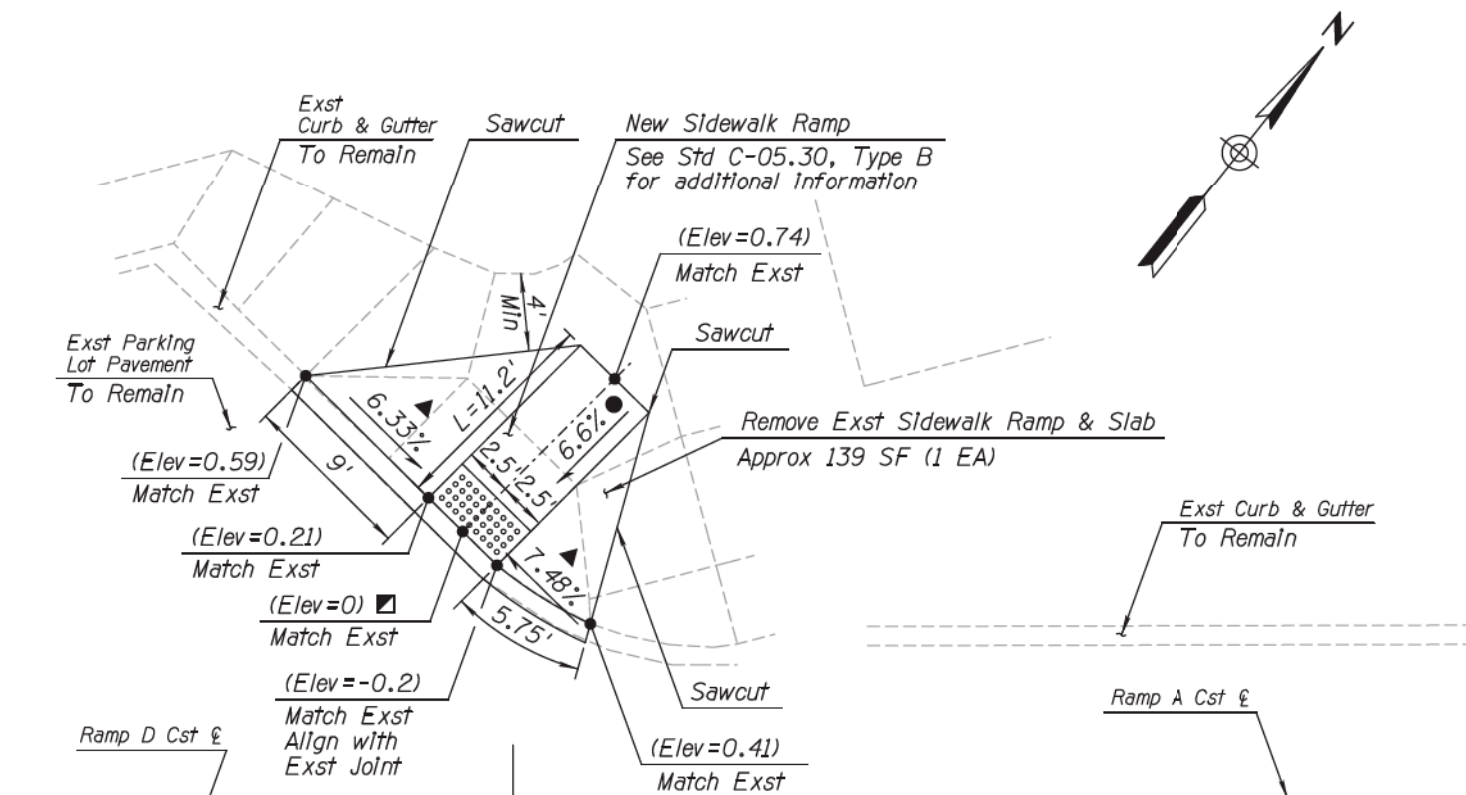 N
Exst
Curb & Gutter
To Remain
Sawcut
New Sidewalk Ramp
See Std C-05.30, Type B
for additional information
(Elev=0.74)
Match Exst
4'
Min
Sawcut
Exst Parking
Lot Pavement
To Remain
L=11.2'
6.33%
6.6%
Remove Exst Sidewalk Ramp & Slab
Approx 139 SF (1 EA)
(Elev=0.59)
Match Exst
9'
2.5'
2.5'
Exst Curb & Gutter
To Remain
(Elev=0.21)
Match Exst
7.48%
(Elev=0)
Match Exst
5.75'
(Elev=-0.2)
Match Exst
Align with
Exst Joint
Sawcut
Ramp A Cst ℄
Ramp D Cst ℄
(Elev=0.41)
Match Exst